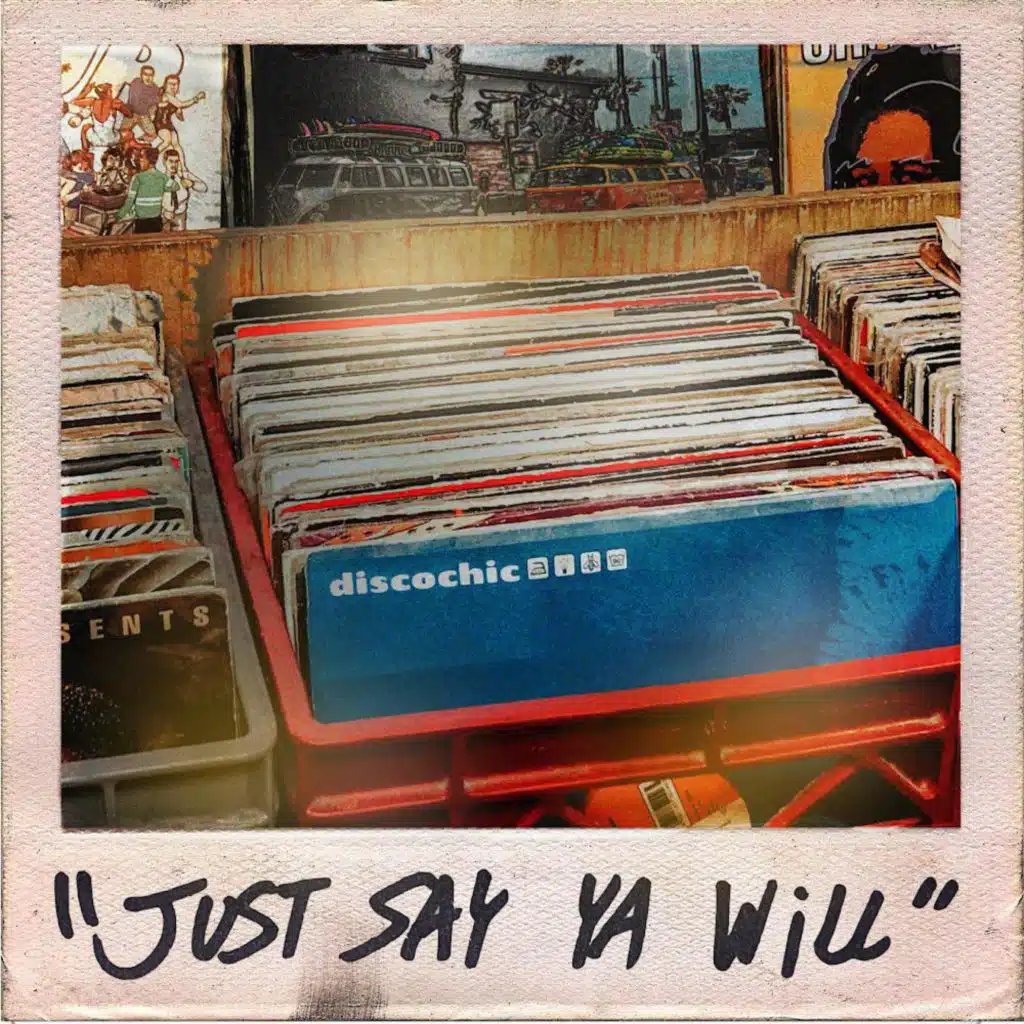 discochic
SENTS
"JUST SAY YA WiLL"